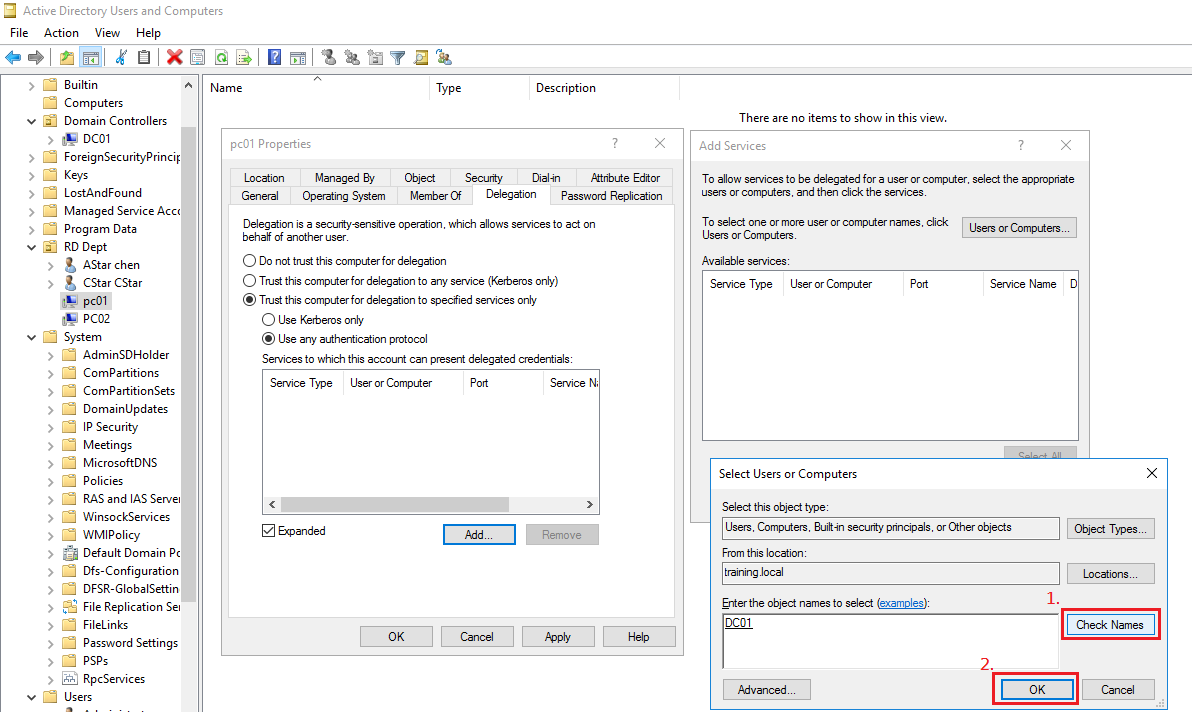 Active Directory Users and Computers
File Action View Help
Builtin
Computers
Domain Controllers
DC01
ForeignSecurityPrincip
Keys
LostAndFound
Managed Service Acco
Program Data
RD Dept
AStar chen
CStar CStar
pc01
PC02
System
AdminSDHolder
ComPartitions
ComPartitionSets
DomainUpdates
IP Security
Meetings
MicrosoftDNS
Policies
RAS and IAS Server
WinsockServices
WMIPolicy
Default Domain Po
Dfs-Configuration
DFSR-GlobalSettin
File Replication Ser
FileLinks
Password Settings
PSPs
RpcServices
Users
Name Type Description
There are no items to show in this view.
pc01 Properties
Location Managed By Object Security Dial-in Attribute Editor
General Operating System Member Of Delegation Password Replication
Delegation is a security-sensitive operation, which allows services to act on
behalf of another user.
Do not trust this computer for delegation
Trust this computer for delegation to any service (Kerberos only)
Trust this computer for delegation to specified services only
Use Kerberos only
Use any authentication protocol
Services to which this account can present delegated credentials:
Service Type User or Computer Port Service Na
Expanded Add... Remove
OK Cancel Apply Help
Add Services
To allow services to be delegated for a user or computer, select the appropriate
users or computers, and then click the services.
To select one or more user or computer names, click
Users or Computers.
Users or Computers...
Available services:
Service Type User or Computer Port Service Name D
Select All
Select Users or Computers
Select this object type:
Users, Computers, Built-in security principals, or Other objects Object Types...
From this location:
training.local Locations...
Enter the object names to select (examples):
1.
DC01 Check Names
2.
Advanced... OK Cancel